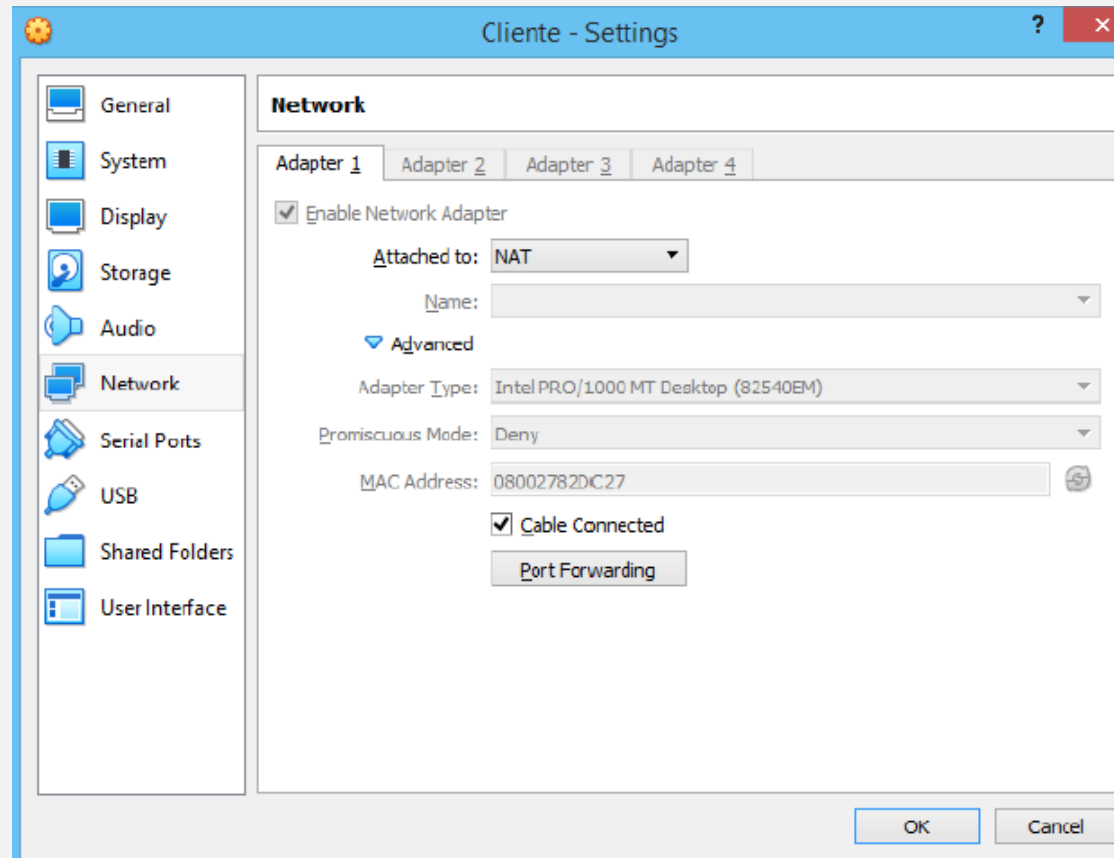 Cliente - Settings
?
General
System
Display
Storage
Audio
Network
Serial Ports
USB
Shared Folders
User Interface
Network
Adapter 1 Adapter 2 Adapter 3 Adapter 4
Enable Network Adapter
Attached to: NAT
Name:
Advanced
Adapter Type: Intel PRO/1000 MT Desktop (82540EM)
Promiscuous Mode: Deny
MAC Address: 08002782DC27
Cable Connected
Port Forwarding
OK Cancel